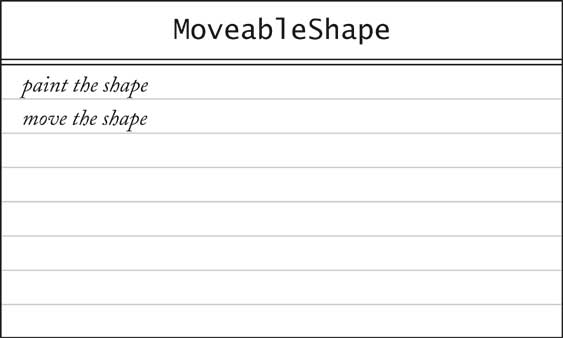 MoveableShape
paint the shape
move the shape